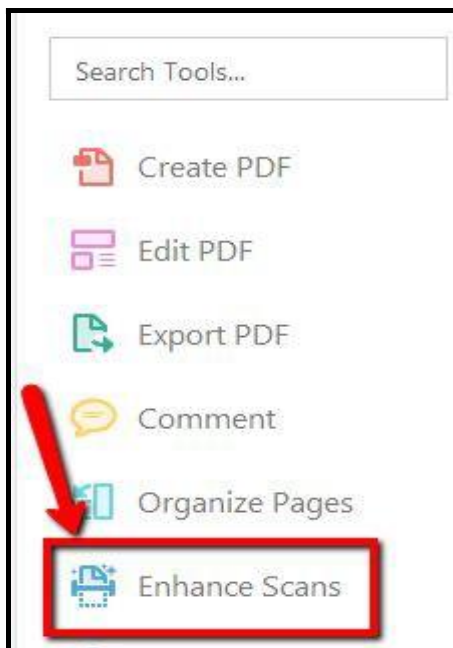 Search Tools...
Create PDF
Edit PDF
Export PDF
Comment
Organize Pages
Enhance Scans